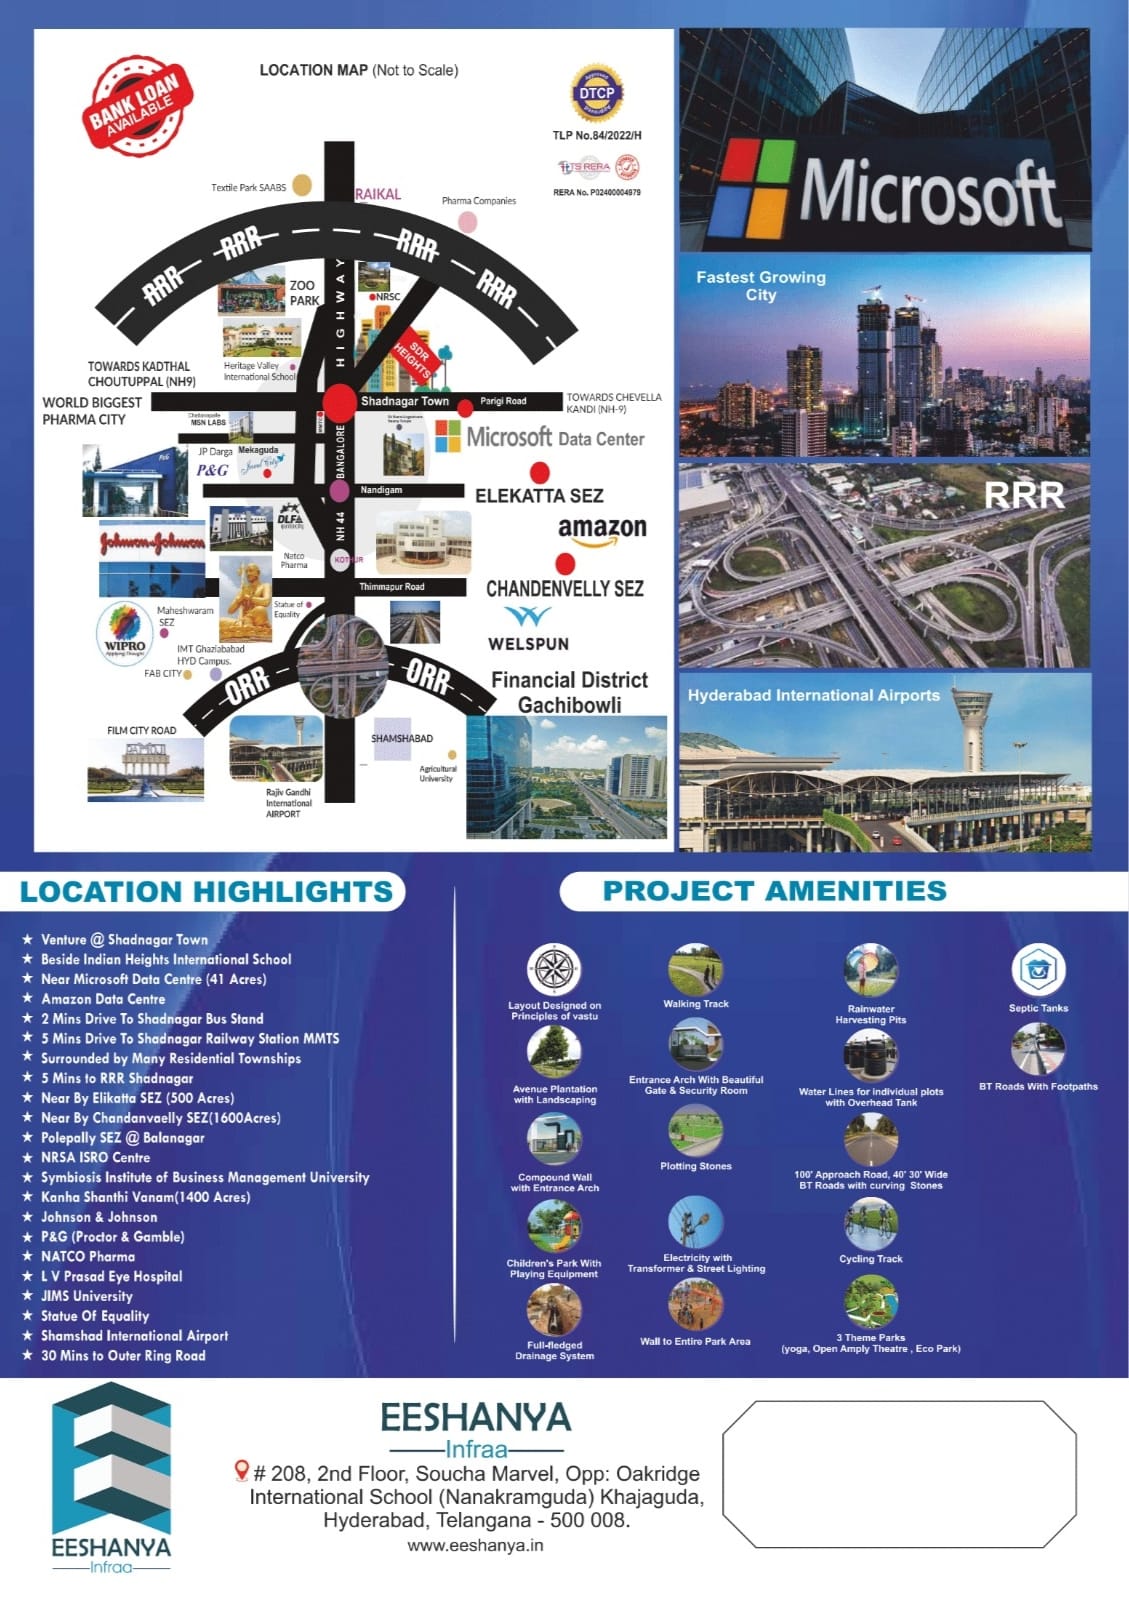 BANK LOAN
AVAILABLE
LOCATION MAP (Not to Scale)
Approved
DTCP
TLP No.84/2022/H
TS RERA
RERA No. P02400004979
Textile Park SAABS
RAIKAL
Pharma Companies
RRR
RRR
RRR
RRR
ZOO
PARK
NRSC
HIGHWAY
SDR
HEIGHTS
Heritage Valley
International School
TOWARDS KADTHAL
CHOUTUPPAL (NH9)
WORLD BIGGEST
PHARMA CITY
Shadnagar Town
Parigi Road
TOWARDS CHEVELLA
KANDI (NH-9)
MSN LABS
Microsoft Data Center
JP Darga
Mekaguda
P&G
BANGALORE
Nandigam
ELEKATTA SEZ
DLF
amazon
Johnson & Johnson
NH 44
Natco
Pharma
KOTHUR
Thimmapur Road
CHANDENVELLY SEZ
WELSPUN
Maheshwaram
SEZ
Statue of
Equality
WIPRO
Applying Thought
IMT Ghaziabad
HYD Campus.
FAB CITY
ORR
ORR
Financial District
Gachibowli
FILM CITY ROAD
SHAMSHABAD
Agricultural
University
Rajiv Gandhi
International
AIRPORT
Microsoft
Fastest Growing
City
RRR
Hyderabad International Airports
LOCATION HIGHLIGHTS
★ Venture @ Shadnagar Town
★ Beside Indian Heights International School
★ Near Microsoft Data Centre (41 Acres)
★ Amazon Data Centre
★ 2 Mins Drive To Shadnagar Bus Stand
★ 5 Mins Drive To Shadnagar Railway Station MMTS
★ Surrounded by Many Residential Townships
★ 5 Mins to RRR Shadnagar
★ Near By Elikatta SEZ (500 Acres)
★ Near By Chandanvaelly SEZ(1600Acres)
★ Polepally SEZ @ Balanagar
★ NRSA ISRO Centre
★ Symbiosis Institute of Business Management University
★ Kanha Shanthi Vanam(1400 Acres)
★ Johnson & Johnson
★ P&G (Proctor & Gamble)
★ NATCO Pharma
★ L V Prasad Eye Hospital
★ JIMS University
★ Statue Of Equality
★ Shamshad International Airport
★ 30 Mins to Outer Ring Road
PROJECT AMENITIES
Layout Designed on
Principles of vastu
Walking Track
Rainwater
Harvesting Pits
Septic Tanks
Avenue Plantation
with Landscaping
Entrance Arch With Beautiful
Gate & Security Room
Water Lines for individual plots
with Overhead Tank
BT Roads With Footpaths
Compound Wall
with Entrance Arch
Plotting Stones
100' Approach Road, 40' 30' Wide
BT Roads with curving Stones
Children's Park With
Playing Equipment
Electricity with
Transformer & Street Lighting
Cycling Track
Full-fledged
Drainage System
Wall to Entire Park Area
3 Theme Parks
(yoga, Open Amply Theatre , Eco Park)
EESHANYA
Infraa
EESHANYA
Infraa
# 208, 2nd Floor, Soucha Marvel, Opp: Oakridge
International School (Nanakramguda) Khajaguda,
Hyderabad, Telangana - 500 008.
www.eeshanya.in